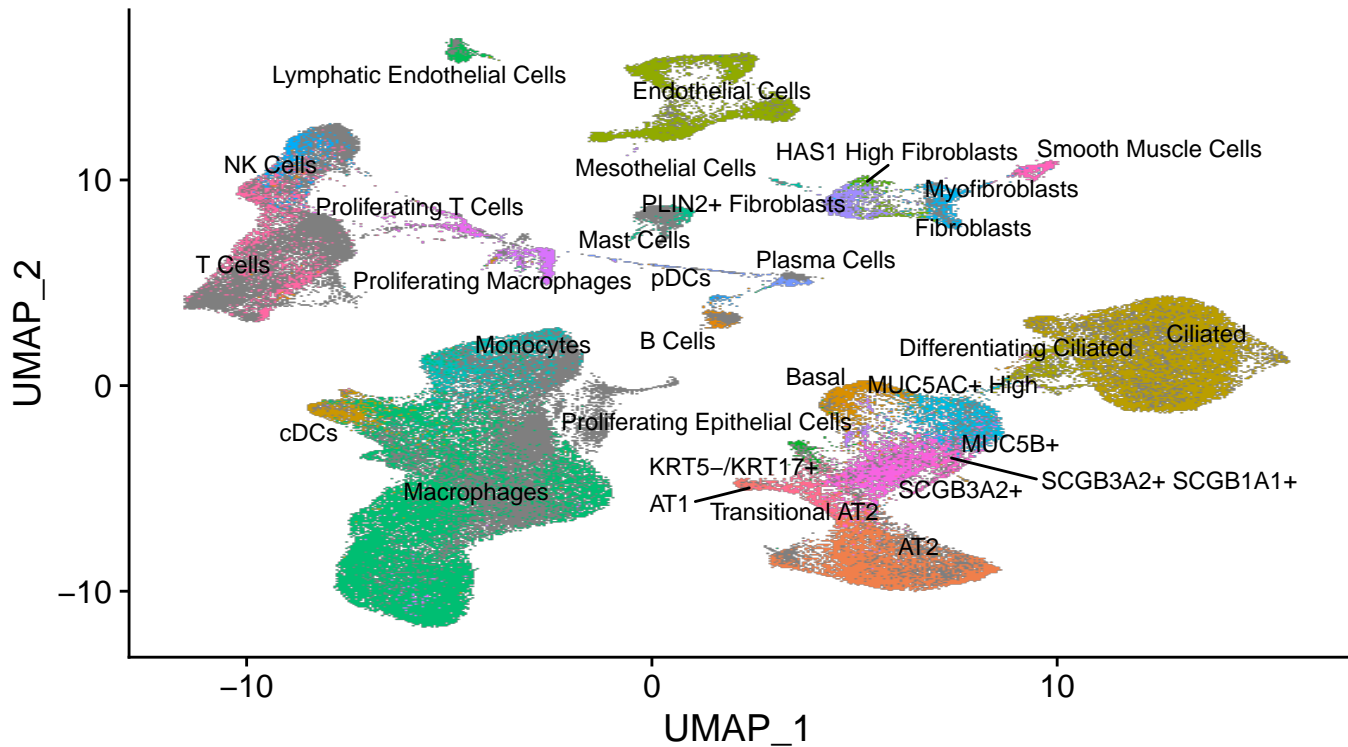 Lymphatic Endothelial Cells
Endothelial Cells
HAS1 High Fibroblasts
Smooth Muscle Cells
NK Cells
Mesothelial Cells
Myofibroblasts
PLIN2+ Fibroblasts
Proliferating T Cells
Fibroblasts
Mast Cells
Plasma Cells
T Cells
Proliferating Macrophages
pDCs
B Cells
Monocytes
Differentiating Ciliated
Ciliated
Basal
MUC5AC+ High
Proliferating Epithelial Cells
cDCs
MUC5B+
KRT5−/KRT17+
SCGB3A2+ SCGB1A1+
Macrophages
SCGB3A2+
AT1
Transitional AT2
AT2
10
0
−10
UMAP_2
−10
0
10
UMAP_1